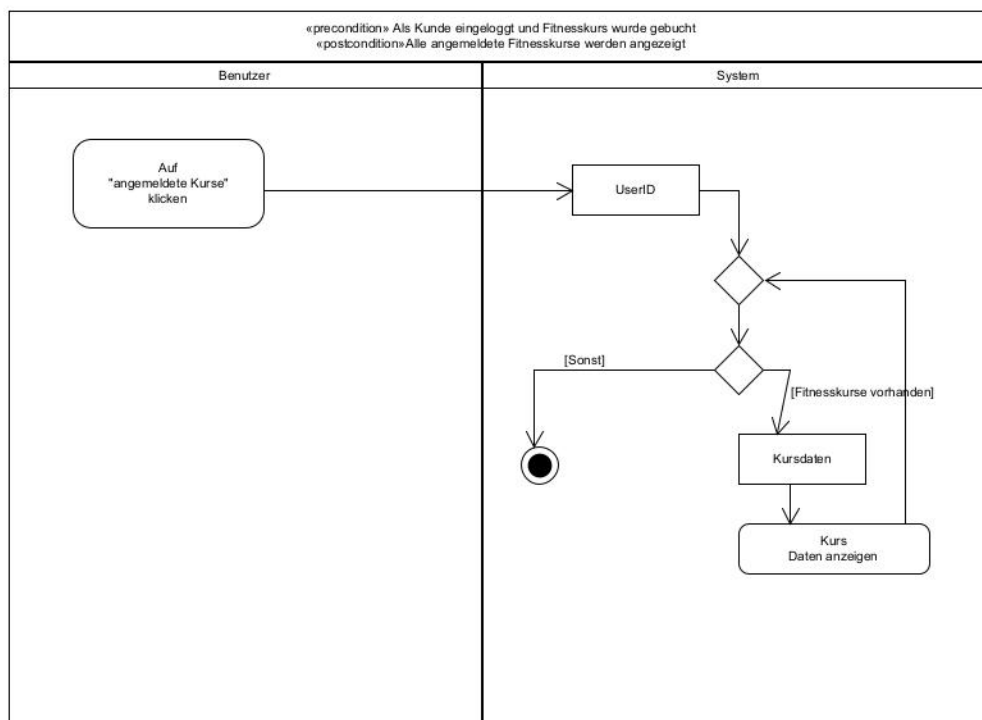 «precondition» Als Kunde eingeloggt und Fitnesskurs wurde gebucht
«postcondition»Alle angemeldete Fitnesskurse werden angezeigt
Benutzer
System
Auf
"angemeldete Kurse"
klicken
UserID
[Sonst]
[Fitnesskurse vorhanden]
Kursdaten
Kurs
Daten anzeigen